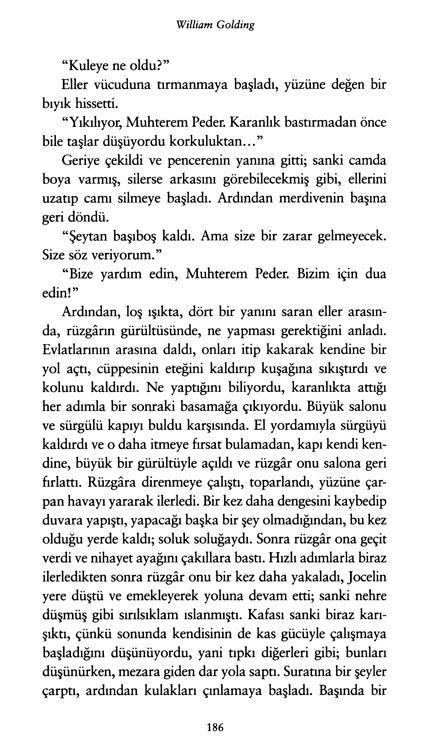 William Golding
“Kuleye ne oldu?”
Eller vücuduna tırmanmaya başladı, yüzüne değen bir
bıyık hissetti.
“Yıkılıyor, Muhterem Peder. Karanlık bastırmadan önce
bile taşlar düşüyordu korkuluktan...”
Geriye çekildi ve pencerenin yanına gitti; sanki camda
boya varmış, silerse arkasını görebilecekmiş gibi, ellerini
uzatıp camı silmeye başladı. Ardından merdivenin başına
geri döndü.
“Şeytan başıboş kaldı. Ama size bir zarar gelmeyecek.
Size söz veriyorum.”
“Bize yardım edin, Muhterem Peder. Bizim için dua
edin!”
Ardından, loş ışıkta, dört bir yanını saran eller arasın-
da, rüzgârın gürültüsünde, ne yapması gerektiğini anladı.
Evlatlarının arasına daldı, onları itip kakarak kendine bir
yol açtı, cüppesinin eteğini kaldırıp kuşağına sıkıştırdı ve
kolunu kaldırdı. Ne yaptığını biliyordu, karanlıkta attığı
her adımla bir sonraki basamağa çıkıyordu. Büyük salonu
ve sürgülü kapıyı buldu karşısında. El yordamıyla sürgüyü
kaldırdı ve o daha itmeye fırsat bulamadan, kapı kendi ken-
dine, büyük bir gürültüyle açıldı ve rüzgâr onu salona geri
fırlattı. Rüzgâra direnmeye çalıştı, toparlandı, yüzüne çar-
pan havayı yararak ilerledi. Bir kez daha dengesini kaybedip
duvara yapıştı, yapacağı başka bir şey olmadığından, bu kez
olduğu yerde kaldı; soluk soluğaydı. Sonra rüzgâr ona geçit
verdi ve nihayet ayağını çakıllara bastı. Hızlı adımlarla biraz
ilerledikten sonra rüzgâr onu bir kez daha yakaladı, Jocelin
yere düştü ve emekleyerek yoluna devam etti; sanki nehre
düşmüş gibi sırılsıklam ıslanmıştı. Kafası sanki biraz karı-
şıktı, çünkü sonunda kendisinin de kas gücüyle çalışmaya
başladığını düşünüyordu, yani tıpkı diğerleri gibi; bunları
düşünürken, mezara giden dar yola saptı. Suratına bir şeyler
çarptı, ardından kulakları çınlamaya başladı. Başında bir
186